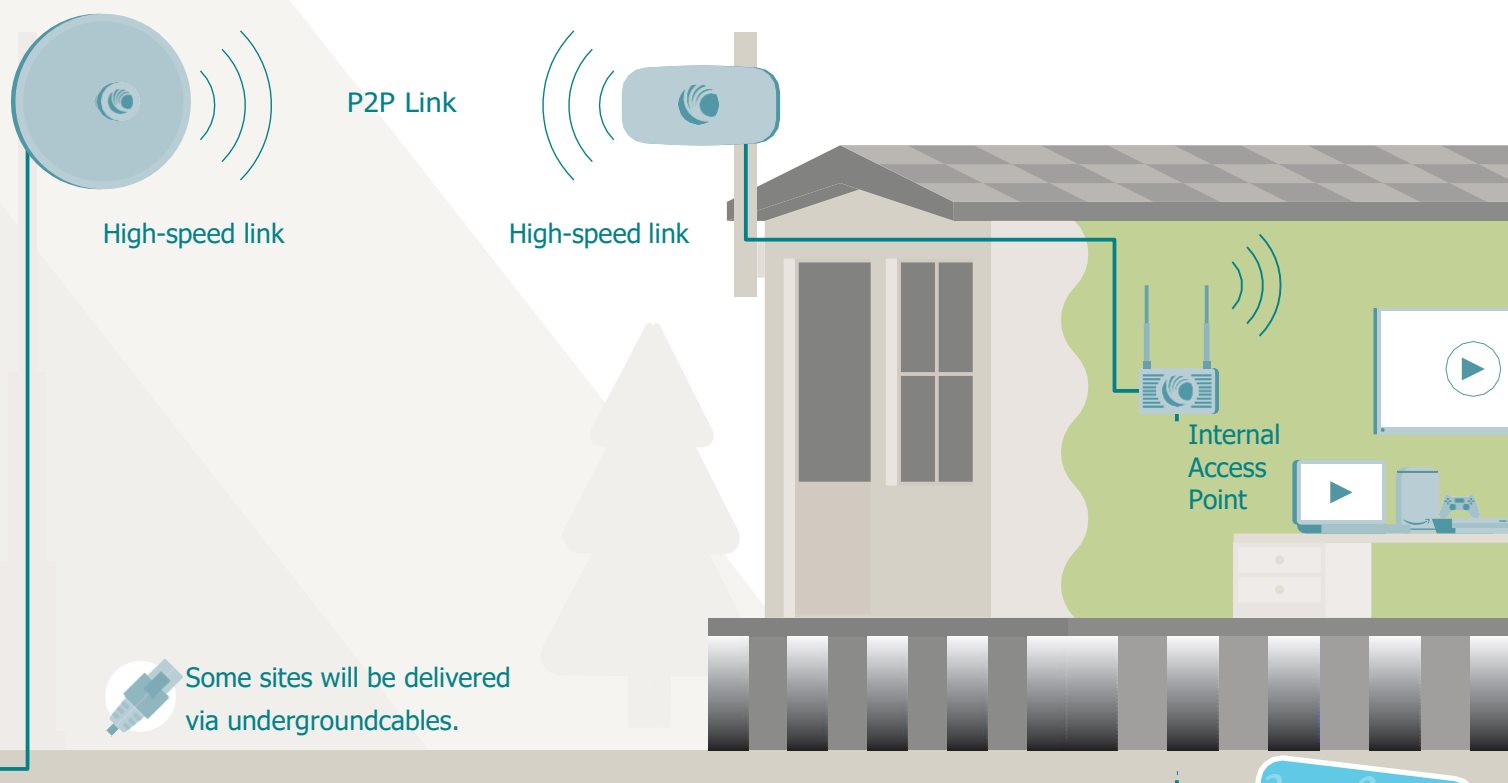 P2P Link
High-speed link
High-speed link
Internal
Access
Point
Some sites will be delivered
via undergroundcables.